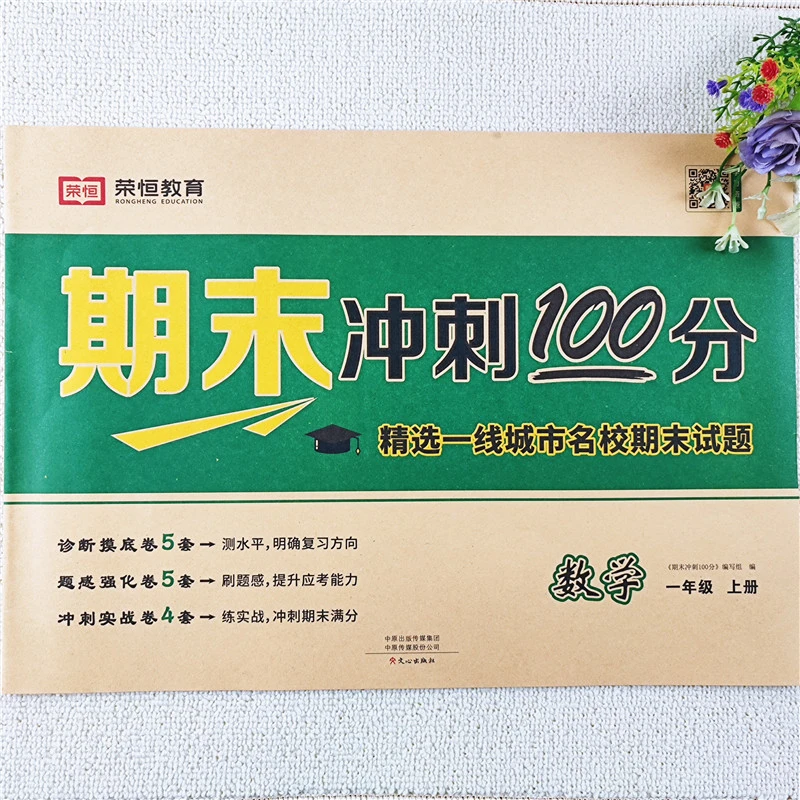 荣恒
荣恒教育
RONGHENG EDUCATION
期末冲刺100分
精选一线城市名校期末试题
诊断摸底卷5套→测水平,明确复习方向
题感强化卷5套→刷题感,提升应考能力
冲刺实战卷4套→练实战,冲刺期末满分
数学
《期末冲刺100分》编写组 编
一年级 上册
中原出版传媒集团
中原传媒股份公司
文心出版社